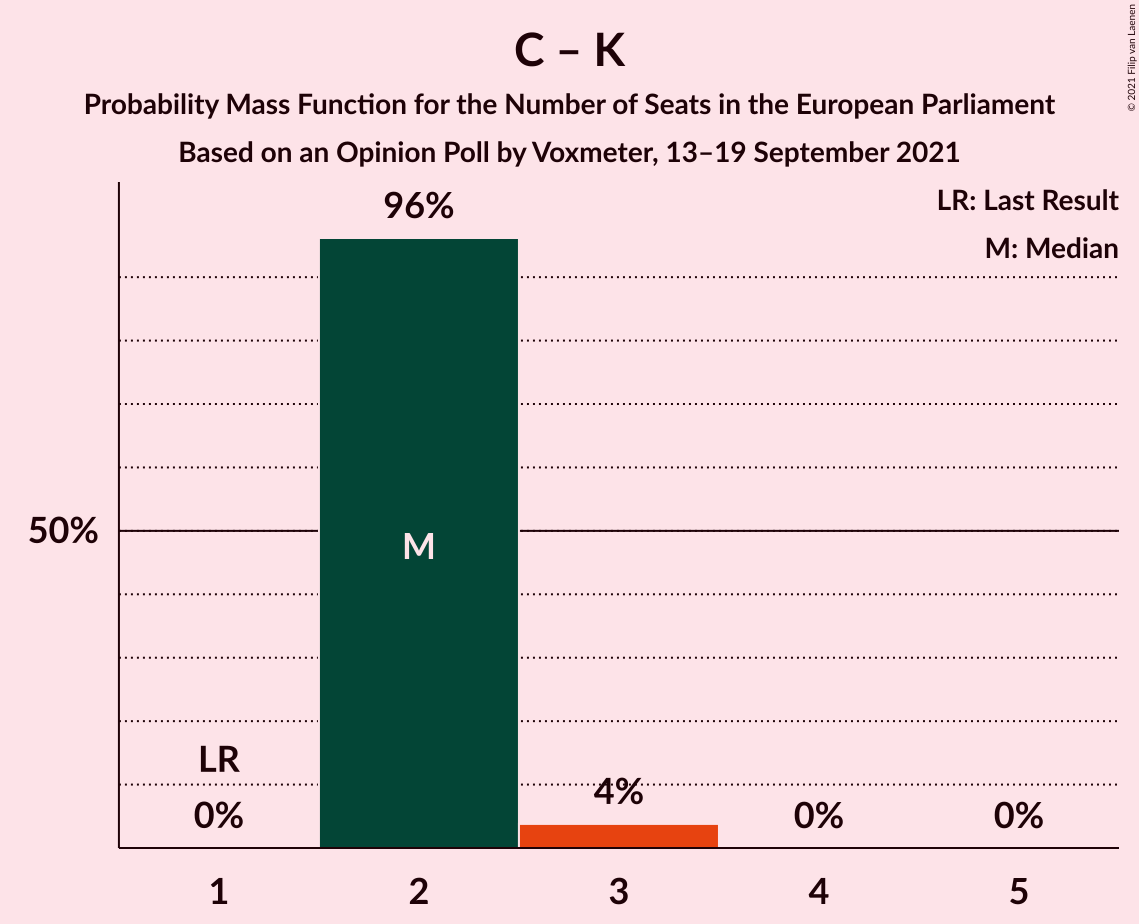 C – K
Probability Mass Function for the Number of Seats in the European Parliament
Based on an Opinion Poll by Voxmeter, 13–19 September 2021
© 2021 Filip van Laenen
LR: Last Result
M: Median
96%
50%
M
LR
0%
4%
0%
0%
1 2 3 4 5